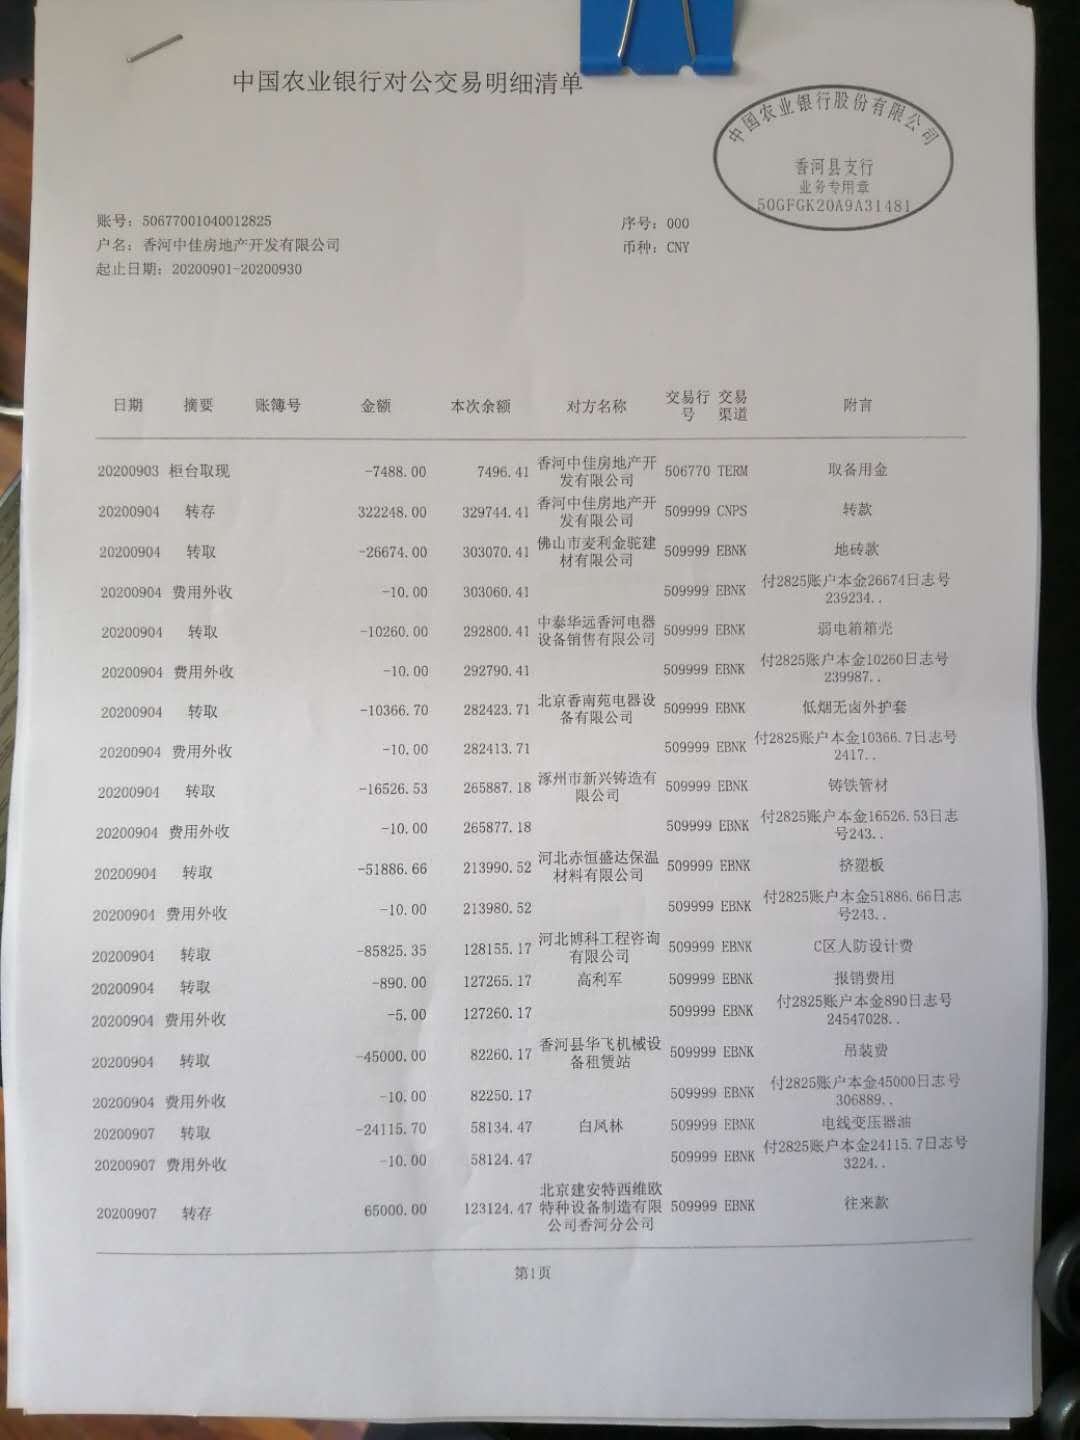 中国农业银行对公交易明细清单
中国农业银行股份有限公司
香河县支行
业务专用章
50GFGK20A9A31481
账号：50677001040012825
序号：000
户名：香河中佳房地产开发有限公司
币种：CNY
起止日期：20200901-20200930
日期 摘要 账簿号 金额 本次余额 对方名称 交易行号 交易渠道 附言
20200903 柜台取现 -7488.00 7496.41 香河中佳房地产开发有限公司 506770 TERM 取备用金
20200904 转存 322248.00 329744.41 香河中佳房地产开发有限公司 509999 CNPS 转款
20200904 转取 -26674.00 303070.41 佛山市麦利金驼建材有限公司 509999 EBNK 地砖款
20200904 费用外收 -10.00 303060.41 509999 EBNK 付2825账户本金26674日志号239234..
20200904 转取 -10260.00 292800.41 中泰华远香河电器设备销售有限公司 509999 EBNK 弱电箱箱壳
20200904 费用外收 -10.00 292790.41 509999 EBNK 付2825账户本金10260日志号239987..
20200904 转取 -10366.70 282423.71 北京香南苑电器设备有限公司 509999 EBNK 低烟无卤外护套
20200904 费用外收 -10.00 282413.71 509999 EBNK 付2825账户本金10366.7日志号2417..
20200904 转取 -16526.53 265887.18 涿州市新兴铸造有限公司 509999 EBNK 铸铁管材
20200904 费用外收 -10.00 265877.18 509999 EBNK 付2825账户本金16526.53日志号243..
20200904 转取 -51886.66 213990.52 河北赤恒盛达保温材料有限公司 509999 EBNK 挤塑板
20200904 费用外收 -10.00 213980.52 509999 EBNK 付2825账户本金51886.66日志号243..
20200904 转取 -85825.35 128155.17 河北博科工程咨询有限公司 509999 EBNK C区人防设计费
20200904 转取 -890.00 127265.17 高利军 509999 EBNK 报销费用
20200904 费用外收 -5.00 127260.17 509999 EBNK 付2825账户本金890日志号24547028..
20200904 转取 -45000.00 82260.17 香河县华飞机械设备租赁站 509999 EBNK 吊装费
20200904 费用外收 -10.00 82250.17 509999 EBNK 付2825账户本金45000日志号306889..
20200907 转取 -24115.70 58134.47 白凤林 509999 EBNK 电线变压器油
20200907 费用外收 -10.00 58124.47 509999 EBNK 付2825账户本金24115.7日志号3224..
20200907 转存 65000.00 123124.47 北京建安特西维欧特种设备制造有限公司香河分公司 509999 EBNK 往来款
第1页